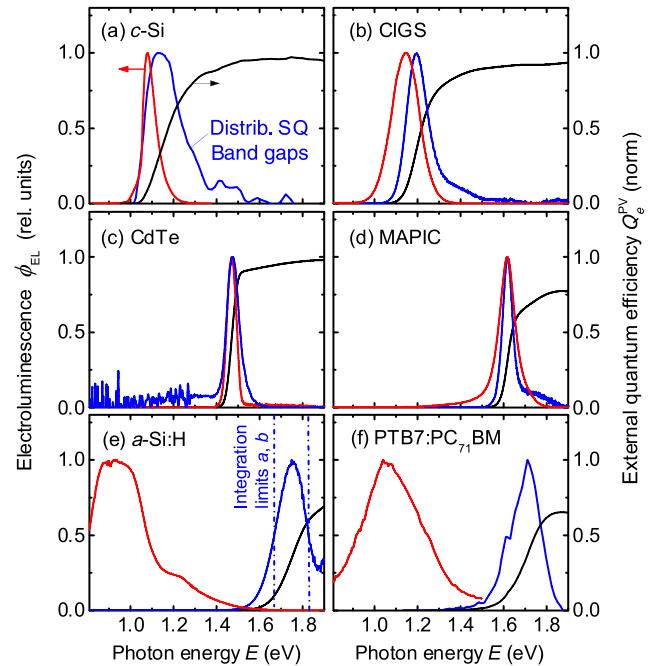 (a) c-Si
(b) CIGS
1.0
1.0
0.5
0.5
Distrib. SQ
Band gaps
0.0
0.0
(c) CdTe
(d) MAPIC
1.0
1.0
0.5
0.5
0.0
0.0
(e) a-Si:H
(f) PTB7:PC₇₁BM
1.0
1.0
Integration
limits a, b
0.5
0.5
0.0
0.0
1.0 1.2 1.4 1.6 1.8
1.0 1.2 1.4 1.6 1.8
Photon energy E (eV)
Photon energy E (eV)
Electroluminescence ϕ_EL (rel. units)
External quantum efficiency Q_e^PV (norm)